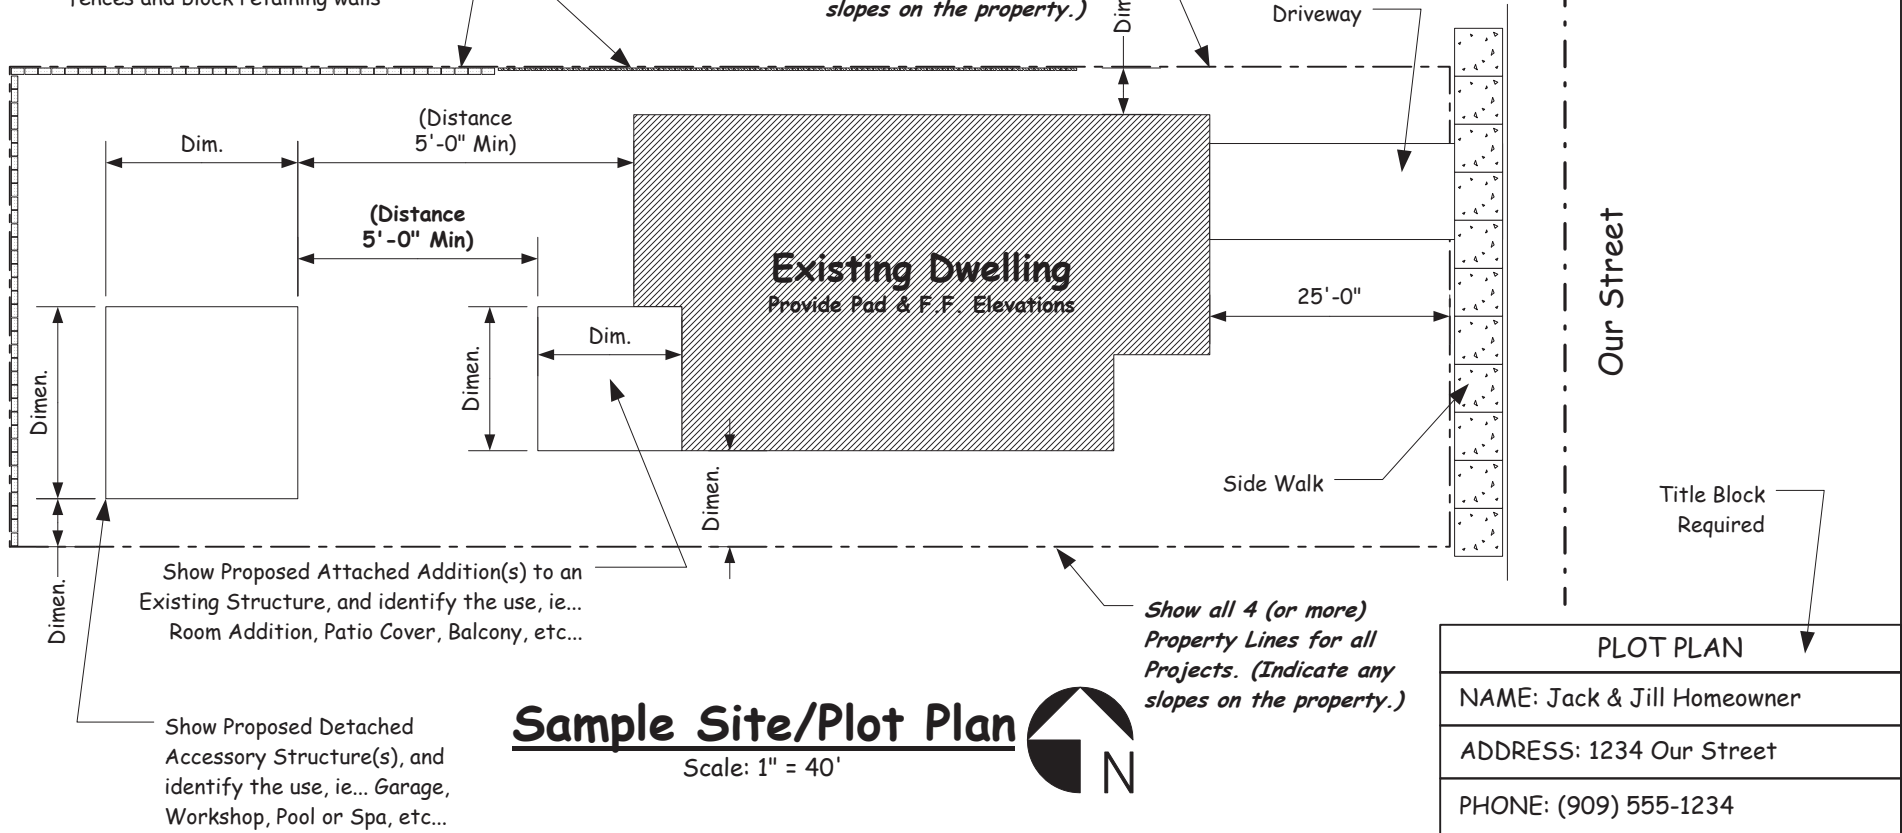 fences and block retaining walls
slopes on the property.)
Dim.
Driveway
Dim.
(Distance
5'-0" Min)
(Distance
5'-0" Min)
Existing Dwelling
Provide Pad & F.F. Elevations
25'-0"
Our Street
Dim.
Dimen.
Dimen.
Dimen.
Dimen.
Side Walk
Title Block
Required
Show Proposed Attached Addition(s) to an
Existing Structure, and identify the use, ie...
Room Addition, Patio Cover, Balcony, etc...
Show all 4 (or more)
Property Lines for all
Projects. (Indicate any
slopes on the property.)
Show Proposed Detached
Accessory Structure(s), and
identify the use, ie... Garage,
Workshop, Pool or Spa, etc...
Sample Site/Plot Plan
Scale: 1" = 40'
N
PLOT PLAN
NAME: Jack & Jill Homeowner
ADDRESS: 1234 Our Street
PHONE: (909) 555-1234